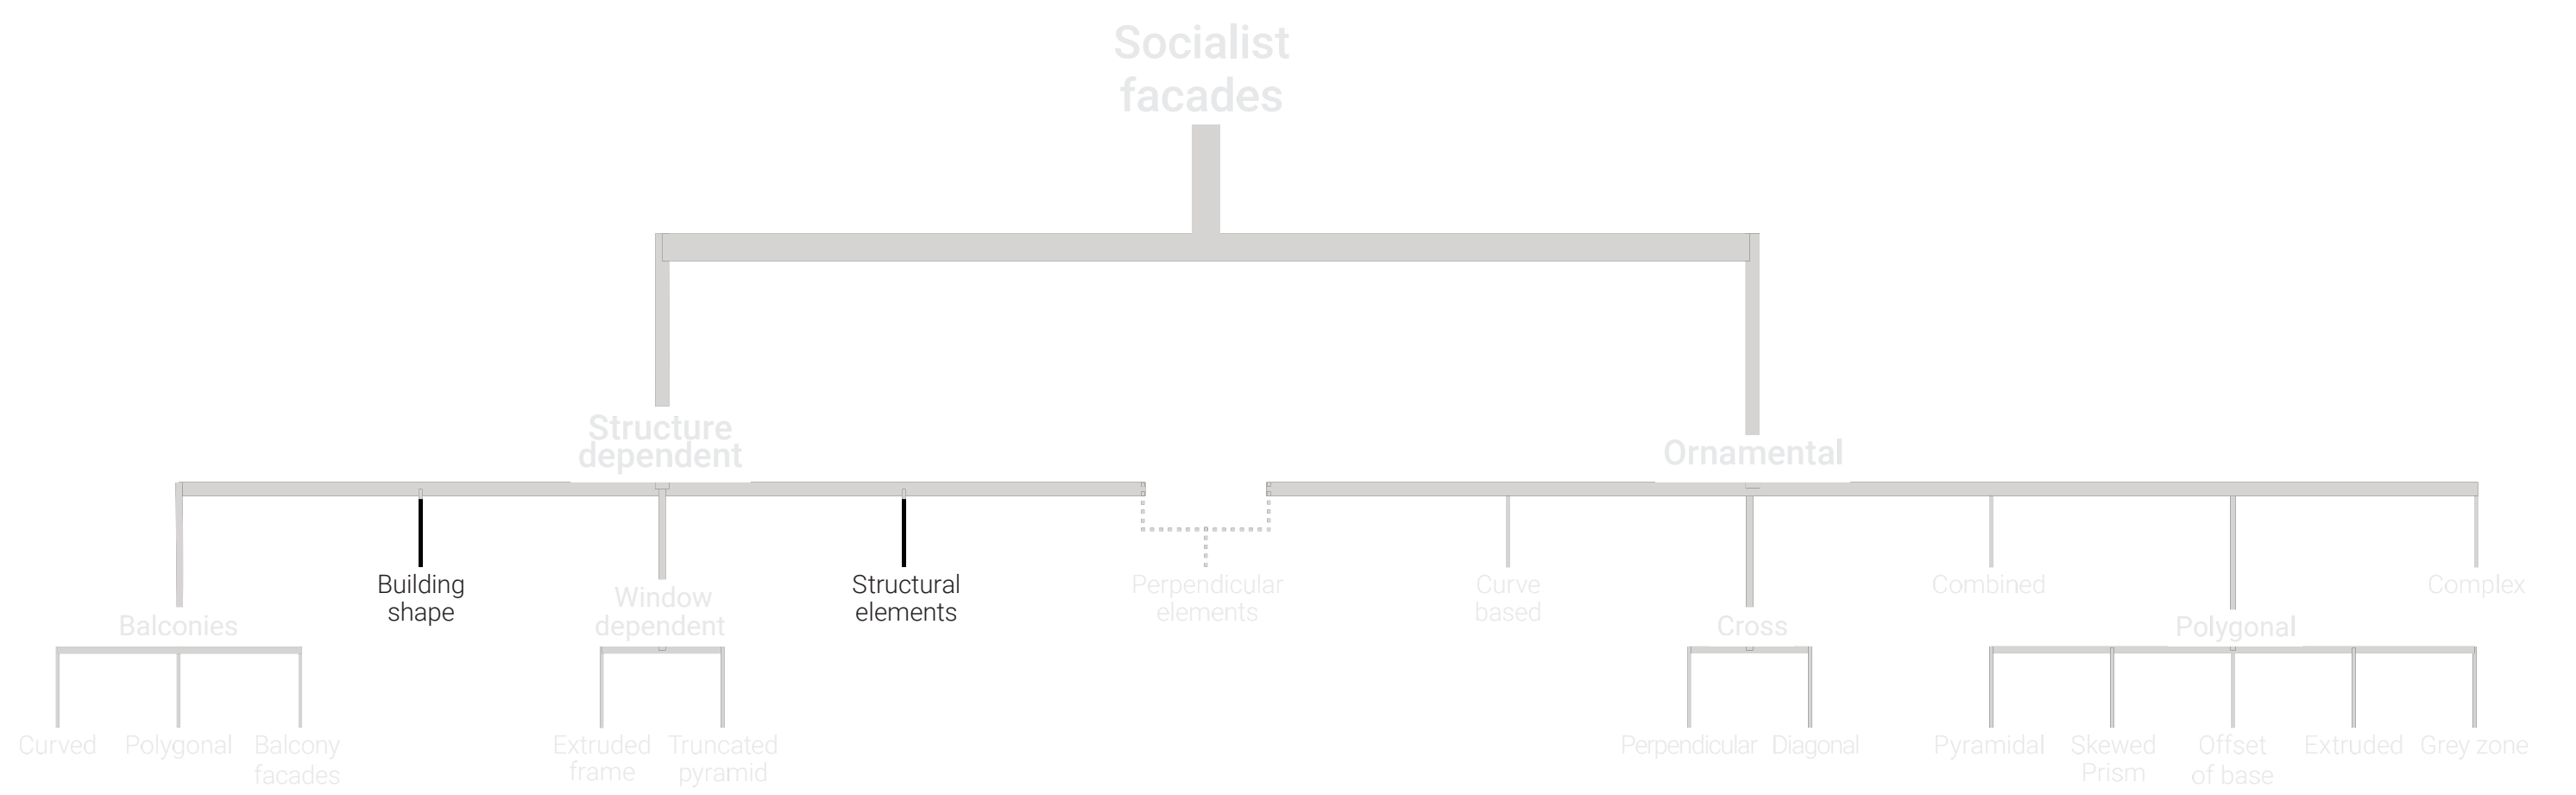 Socialist
facades
Structure
dependent
Ornamental
Building
shape
Structural
elements
Perpendicular
elements
Curve
based
Combined
Complex
Balconies
Window
dependent
Cross
Polygonal
Curved
Polygonal
Balcony
facades
Extruded
frame
Truncated
pyramid
Perpendicular
Diagonal
Pyramidal
Skewed
Prism
Offset
of base
Extruded
Grey zone